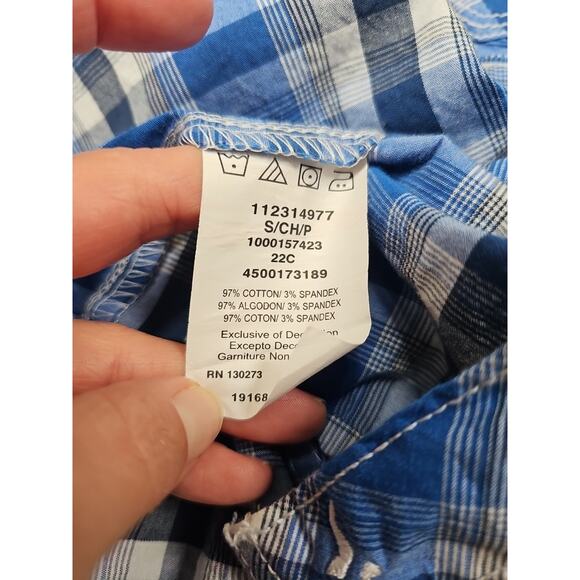 112314977
S/CH/P
1000157423
22C
4500173189
97% COTTON/ 3% SPANDEX
97% ALGODON/ 3% SPANDEX
97% COTON/ 3% SPANDEX
Exclusive of
Excepto
Garniture Non
RN 130273
19168